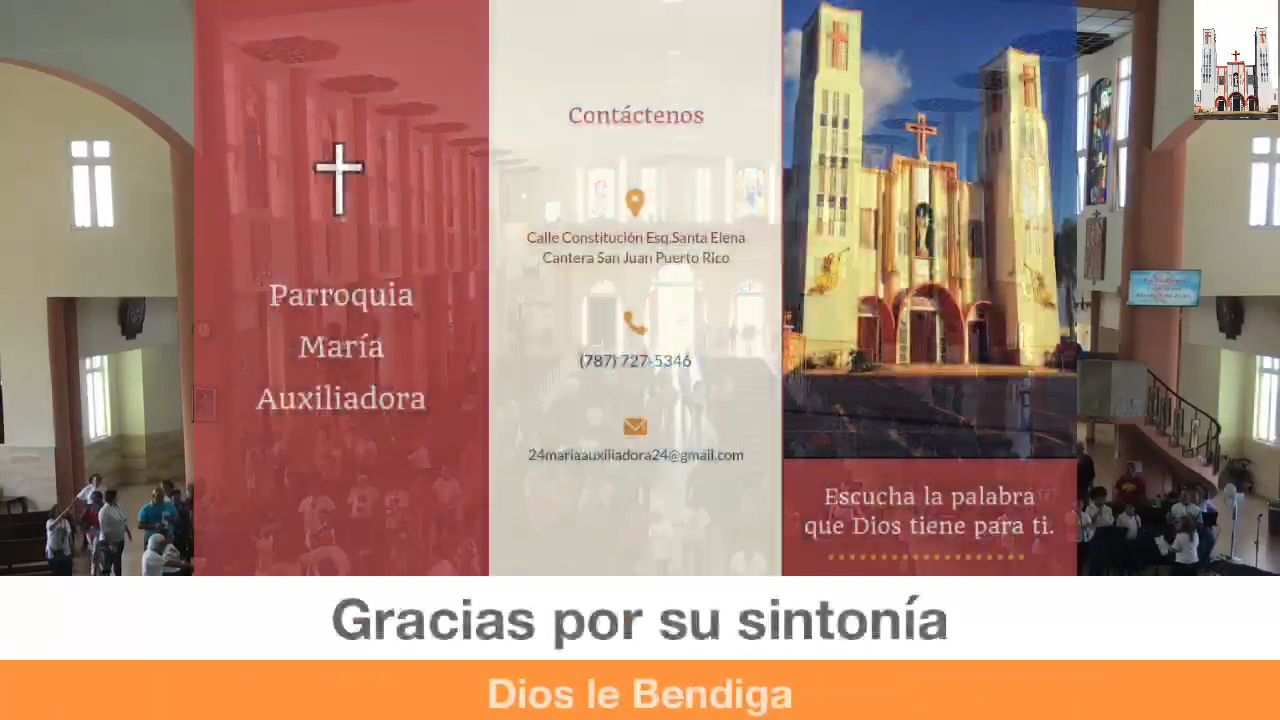 Parroquia
María
Auxiliadora
Contáctenos
Calle Constitución Esq.Santa Elena
Cantera San Juan Puerto Rico
(787) 727-5346
24mariaauxiliadora24@gmail.com
Escucha la palabra
que Dios tiene para ti.
Gracias por su sintonía
Dios le Bendiga